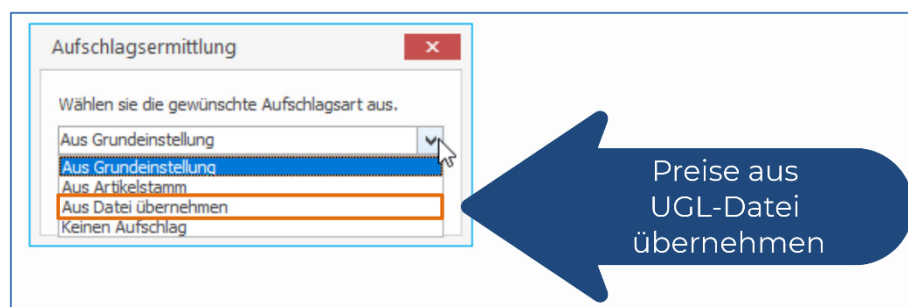 Aufschlagsermittlung
Wählen sie die gewünschte Aufschlagsart aus.
Aus Grundeinstellung
Aus Grundeinstellung
Aus Artikelstamm
Aus Datei übernehmen
Keinen Aufschlag
Preise aus
UGL-Datei
übernehmen